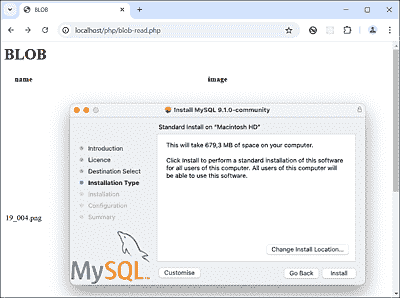 BLOB
localhost/php/blob-read.php
BLOB
name image
Install MySQL 9.1.0-community
Standard install on "Macintosh HD"
Introduction
Licence
Destination Select
Installation Type
Installation
Configuration
Summary
This will take 679,3 MB of space on your computer.
Click Install to perform a standard installation of this software
for all users of this computer. All users of this computer will
be able to use this software.
Change Install Location...
19_004.png
MySQL
Customise Go Back Install